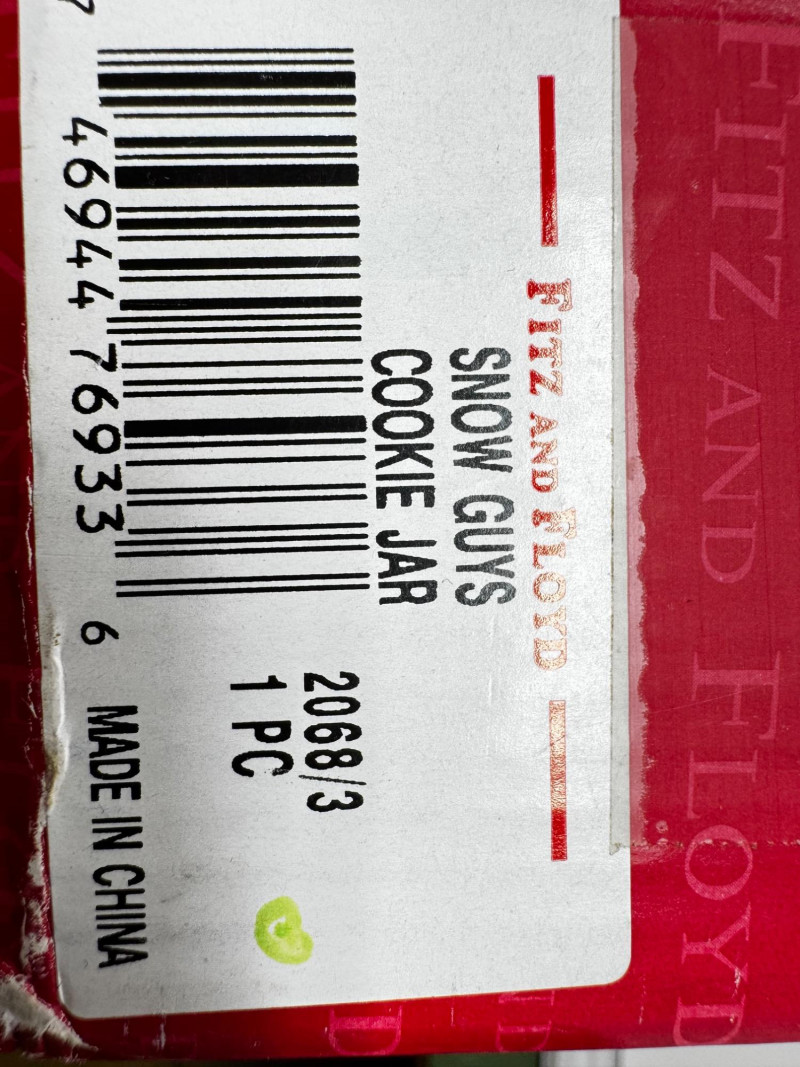 FITZ AND FLOYD
FITZ AND FLOYD
SNOW GUYS
COOKIE JAR
2068/3
1 PC
7 46944 76933 6
MADE IN CHINA
D
D